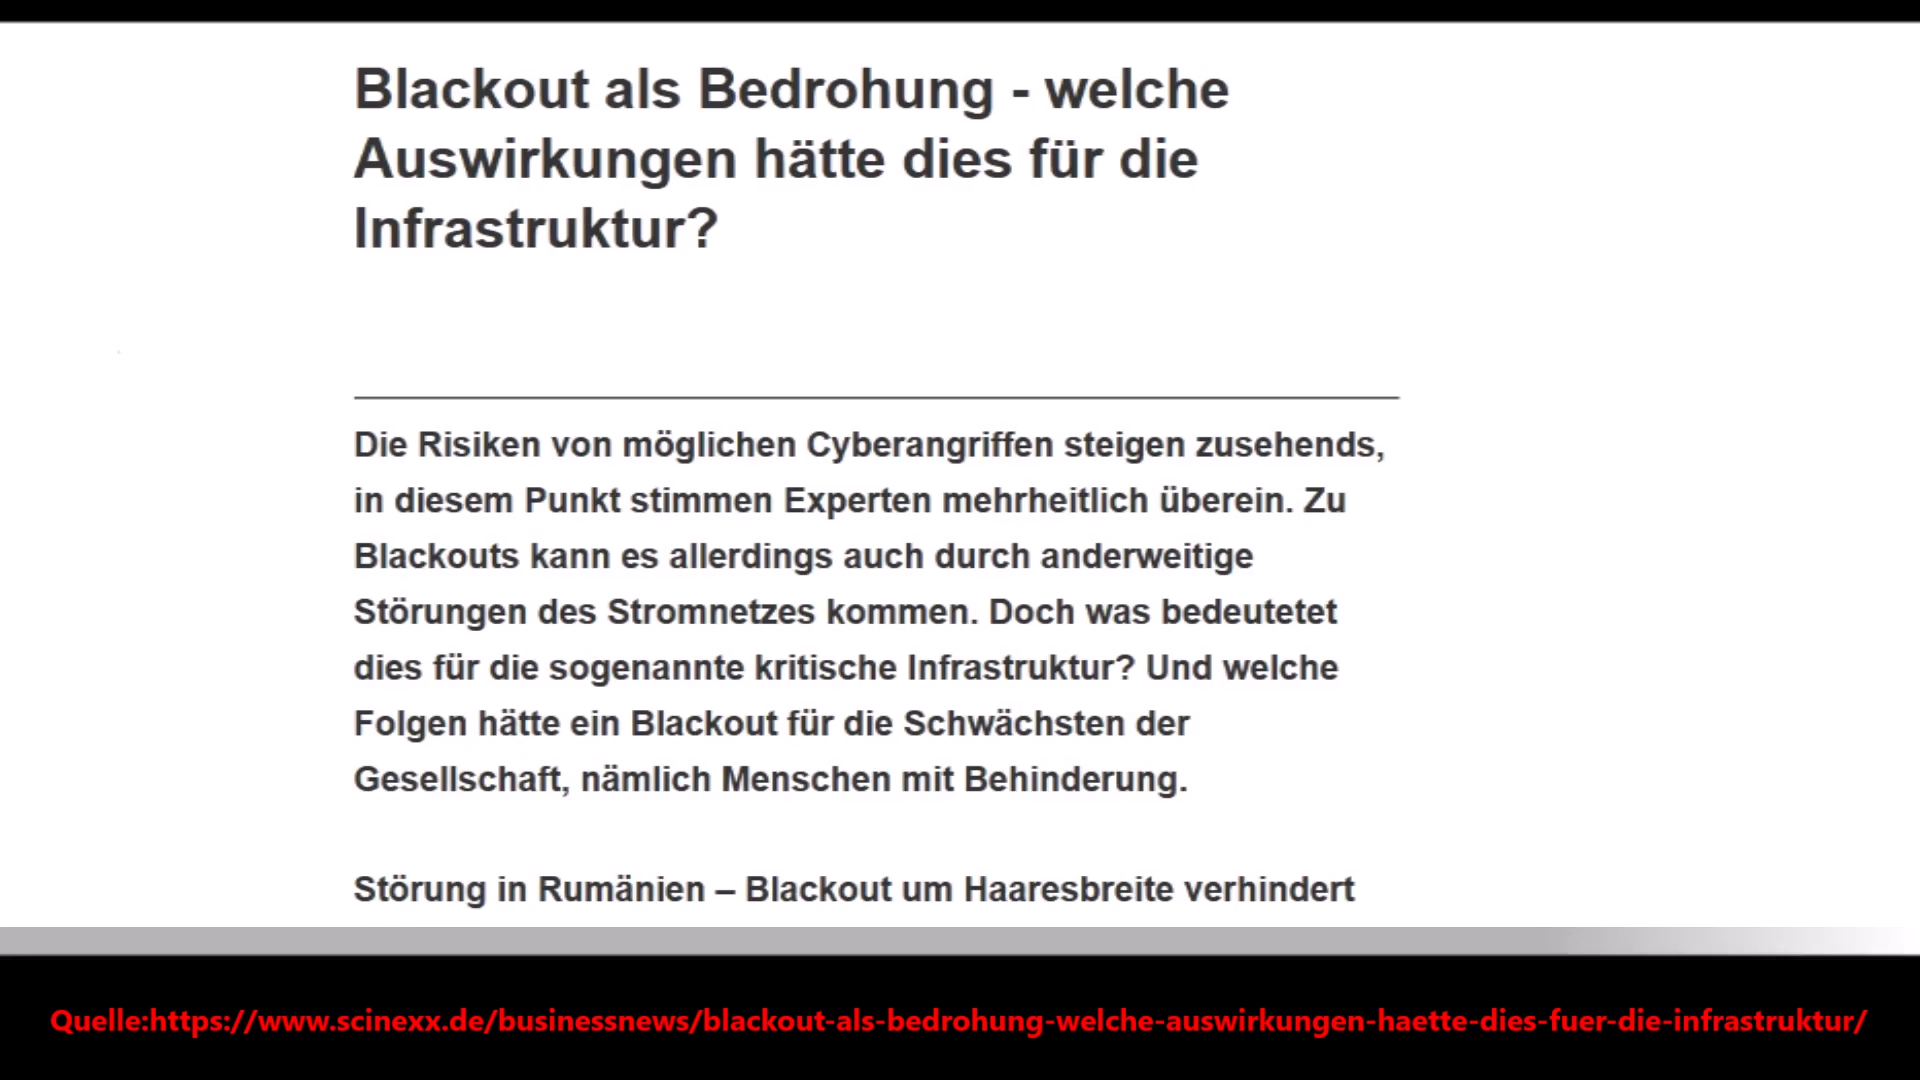 Blackout als Bedrohung - welche
Auswirkungen hätte dies für die
Infrastruktur?
Die Risiken von möglichen Cyberangriffen steigen zusehends,
in diesem Punkt stimmen Experten mehrheitlich überein. Zu
Blackouts kann es allerdings auch durch anderweitige
Störungen des Stromnetzes kommen. Doch was bedeutetet
dies für die sogenannte kritische Infrastruktur? Und welche
Folgen hätte ein Blackout für die Schwächsten der
Gesellschaft, nämlich Menschen mit Behinderung.
Störung in Rumänien – Blackout um Haaresbreite verhindert
Quelle:https://www.scinexx.de/businessnews/blackout-als-bedrohung-welche-auswirkungen-haette-dies-fuer-die-infrastruktur/